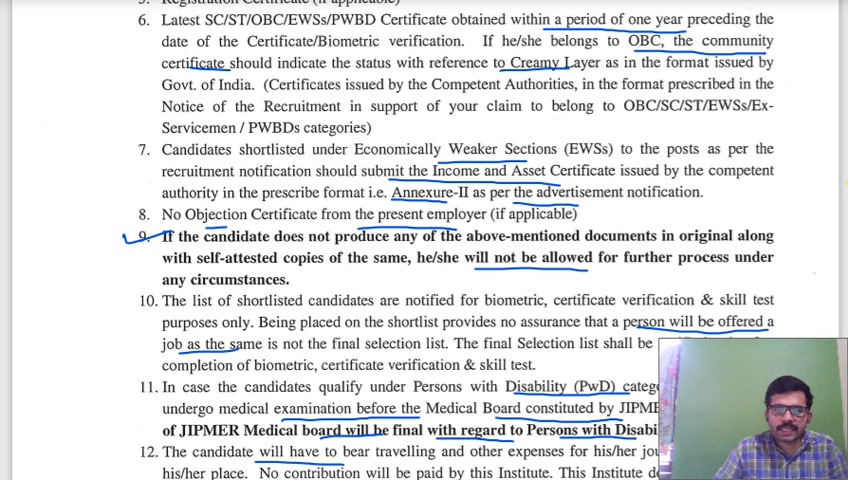 5. Registration Certificate (if applicable)
6. Latest SC/ST/OBC/EWSs/PWBD Certificate obtained within a period of one year preceding the
date of the Certificate/Biometric verification. If he/she belongs to OBC, the community
certificate should indicate the status with reference to Creamy Layer as in the format issued by
Govt. of India. (Certificates issued by the Competent Authorities, in the format prescribed in the
Notice of the Recruitment in support of your claim to belong to OBC/SC/ST/EWSs/Ex-
Servicemen / PWBDs categories)
7. Candidates shortlisted under Economically Weaker Sections (EWSs) to the posts as per the
recruitment notification should submit the Income and Asset Certificate issued by the competent
authority in the prescribe format i.e. Annexure-II as per the advertisement notification.
8. No Objection Certificate from the present employer (if applicable)
9. If the candidate does not produce any of the above-mentioned documents in original along
with self-attested copies of the same, he/she will not be allowed for further process under
any circumstances.
10. The list of shortlisted candidates are notified for biometric, certificate verification & skill test
purposes only. Being placed on the shortlist provides no assurance that a person will be offered a
job as the same is not the final selection list. The final Selection list shall be
completion of biometric, certificate verification & skill test.
11. In case the candidates qualify under Persons with Disability (PwD)
undergo medical examination before the Medical Board constituted by
of JIPMER Medical board will be final with regard to Persons with
12. The candidate will have to bear travelling and other expenses for his/her
his/her place. No contribution will be paid by this Institute. This Institute